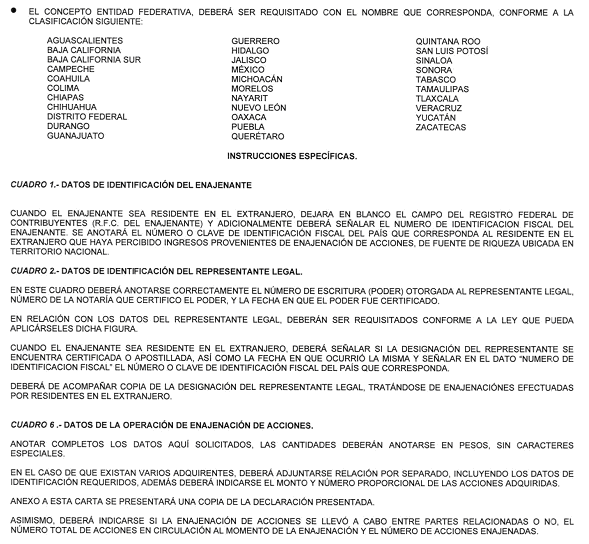 ● EL CONCEPTO ENTIDAD FEDERATIVA, DEBERÁ SER REQUISITADO CON EL NOMBRE QUE CORRESPONDA, CONFORME A LA
CLASIFICACIÓN SIGUIENTE:
AGUASCALIENTES
BAJA CALIFORNIA
BAJA CALIFORNIA SUR
CAMPECHE
COAHUILA
COLIMA
CHIAPAS
CHIHUAHUA
DISTRITO FEDERAL
DURANGO
GUANAJUATO
GUERRERO
HIDALGO
JALISCO
MÉXICO
MICHOACÁN
MORELOS
NAYARIT
NUEVO LEÓN
OAXACA
PUEBLA
QUERÉTARO
QUINTANA ROO
SAN LUIS POTOSÍ
SINALOA
SONORA
TABASCO
TAMAULIPAS
TLAXCALA
VERACRUZ
YUCATÁN
ZACATECAS
INSTRUCCIONES ESPECÍFICAS.
CUADRO 1.- DATOS DE IDENTIFICACIÓN DEL ENAJENANTE
CUANDO EL ENAJENANTE SEA RESIDENTE EN EL EXTRANJERO, DEJARA EN BLANCO EL CAMPO DEL REGISTRO FEDERAL DE
CONTRIBUYENTES (R.F.C. DEL ENAJENANTE) Y ADICIONALMENTE DEBERÁ SEÑALAR EL NUMERO DE IDENTIFICACION FISCAL DEL
ENAJENANTE. SE ANOTARÁ EL NÚMERO O CLAVE DE IDENTIFICACIÓN FISCAL DEL PAÍS QUE CORRESPONDA AL RESIDENTE EN EL
EXTRANJERO QUE HAYA PERCIBIDO INGRESOS PROVENIENTES DE ENAJENACIÓN DE ACCIONES, DE FUENTE DE RIQUEZA UBICADA EN
TERRITORIO NACIONAL.
CUADRO 2.- DATOS DE IDENTIFICACIÓN DEL REPRESENTANTE LEGAL.
EN ESTE CUADRO DEBERÁ ANOTARSE CORRECTAMENTE EL NÚMERO DE ESCRITURA (PODER) OTORGADA AL REPRESENTANTE LEGAL,
NÚMERO DE LA NOTARÍA QUE CERTIFICO EL PODER, Y LA FECHA EN QUE EL PODER FUE CERTIFICADO.
EN RELACIÓN CON LOS DATOS DEL REPRESENTANTE LEGAL, DEBERÁN SER REQUISITADOS CONFORME A LA LEY QUE PUEDA
APLICÁRSELES DICHA FIGURA.
CUANDO EL ENAJENANTE SEA RESIDENTE EN EL EXTRANJERO, DEBERÁ SEÑALAR SI LA DESIGNACIÓN DEL REPRESENTANTE SE
ENCUENTRA CERTIFICADA O APOSTILLADA, ASÍ COMO LA FECHA EN QUE OCURRIÓ LA MISMA Y SEÑALAR EN EL DATO "NUMERO DE
IDENTIFICACION FISCAL" EL NÚMERO O CLAVE DE IDENTIFICACIÓN FISCAL DEL PAÍS QUE CORRESPONDA.
DEBERÁ DE ACOMPAÑAR COPIA DE LA DESIGNACIÓN DEL REPRESENTANTE LEGAL, TRATÁNDOSE DE ENAJENACIÓNES EFECTUADAS
POR RESIDENTES EN EL EXTRANJERO.
CUADRO 6 .- DATOS DE LA OPERACIÓN DE ENAJENACIÓN DE ACCIONES.
ANOTAR COMPLETOS LOS DATOS AQUÍ SOLICITADOS, LAS CANTIDADES DEBERÁN ANOTARSE EN PESOS, SIN CARACTERES
ESPECIALES.
EN EL CASO DE QUE EXISTAN VARIOS ADQUIRENTES, DEBERÁ ADJUNTARSE RELACIÓN POR SEPARADO, INCLUYENDO LOS DATOS DE
IDENTIFICACIÓN REQUERIDOS, ADEMÁS DEBERÁ INDICARSE EL MONTO Y NÚMERO PROPORCIONAL DE LAS ACCIONES ADQUIRIDAS.
ANEXO A ESTA CARTA SE PRESENTARÁ UNA COPIA DE LA DECLARACIÓN PRESENTADA.
ASIMISMO, DEBERÁ INDICARSE SI LA ENAJENACIÓN DE ACCIONES SE LLEVÓ A CABO ENTRE PARTES RELACIONADAS O NO, EL
NÚMERO TOTAL DE ACCIONES EN CIRCULACIÓN AL MOMENTO DE LA ENAJENACIÓN Y EL NÚMERO DE ACCIONES ENAJENADAS.